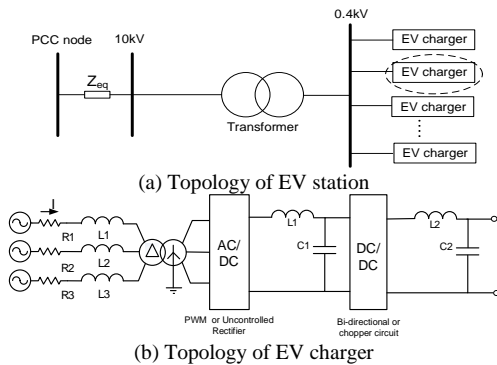 PCC node
10kV
0.4kV
Zeq
Transformer
EV charger
EV charger
EV charger
EV charger
(a) Topology of EV station
I
R1
L1
R2
L2
R3
L3
AC/
DC
L1
C1
DC/
DC
L2
C2
PWM or Uncontrolled
Rectifier
Bi-directional or
chopper circuit
(b) Topology of EV charger